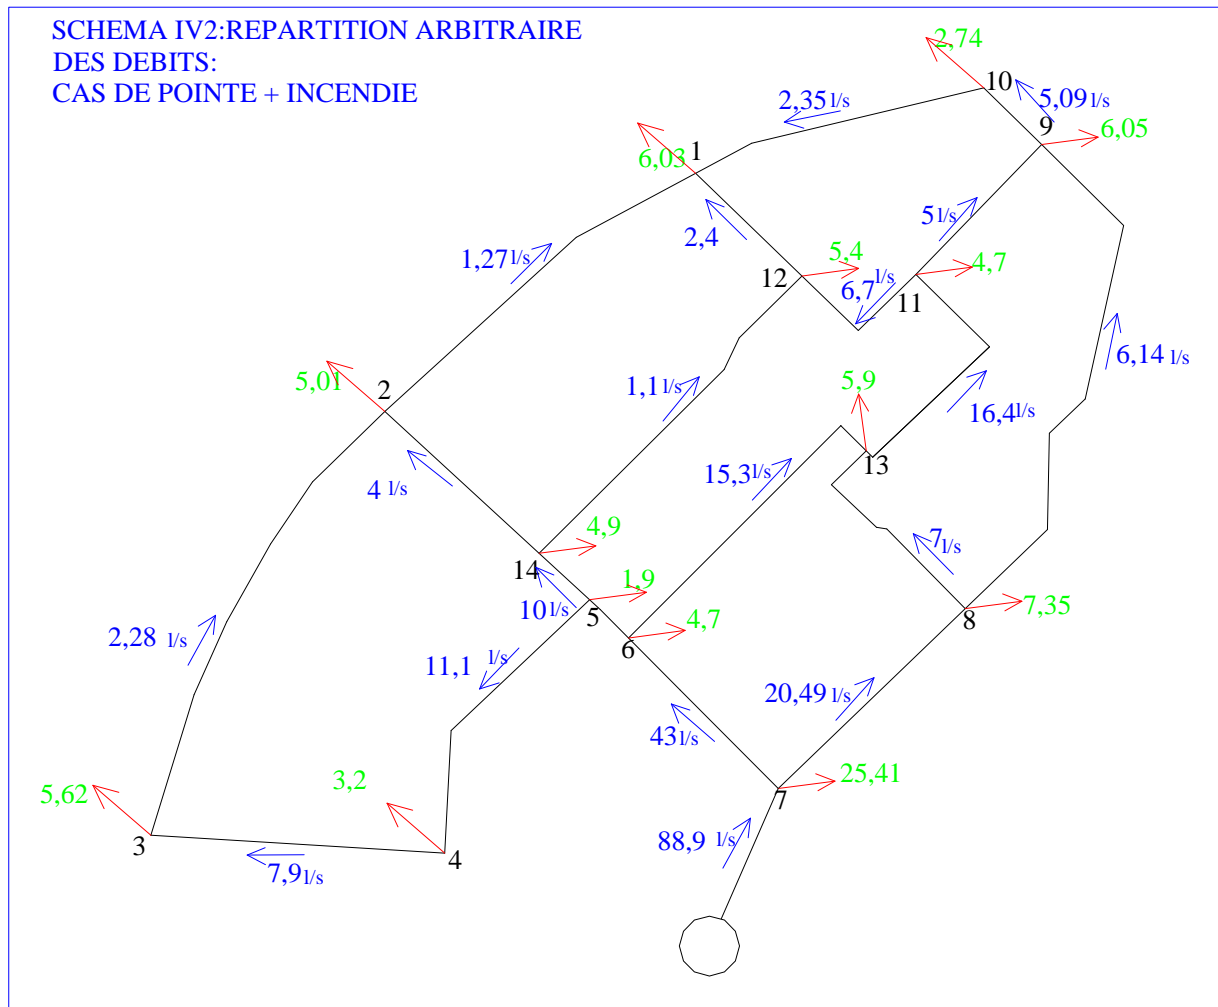 SCHEMA IV2:REPARTITION ARBITRAIRE
DES DEBITS:
CAS DE POINTE + INCENDIE
2,74
10
5,09 l/s
9
6,05
2,35 l/s
1
6,03
5 l/s
2,4
5,4
4,7
1,27 l/s
12
6,7 l/s
11
6,14 l/s
5,01
2
1,1 l/s
5,9
16,4 l/s
13
15,3 l/s
4 l/s
4,9
14
7 l/s
1,9
10 l/s
5
4,7
7,35
8
6
2,28 l/s
11,1 l/s
20,49 l/s
43 l/s
5,62
3,2
25,41
7
3
4
88,9 l/s
7,9 l/s